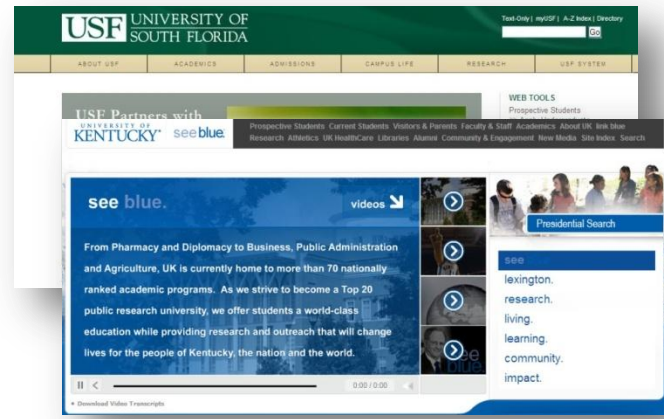 USF UNIVERSITY OF
SOUTH FLORIDA
Text-Only | myUSF | A-Z Index | Directory
Go
ABOUT USF ACADEMICS ADMISSIONS CAMPUS LIFE RESEARCH USF SYSTEM
USF Partners with
WEB TOOLS
Prospective Students
UNIVERSITY OF
KENTUCKY
see blue.
Prospective Students Current Students Visitors & Parents Faculty & Staff Academics About UK link blue
Research Athletics UK HealthCare Libraries Alumni Community & Engagement New Media Site Index Search
see blue.
videos
From Pharmacy and Diplomacy to Business, Public Administration
and Agriculture, UK is currently home to more than 70 nationally
ranked academic programs. As we strive to become a Top 20
public research university, we offer students a world-class
education while providing research and outreach that will change
lives for the people of Kentucky, the nation and the world.
see
blue
0:00 / 0:00
Download Video Transcripts
Presidential Search
see
lexington.
research.
living.
learning.
community.
impact.